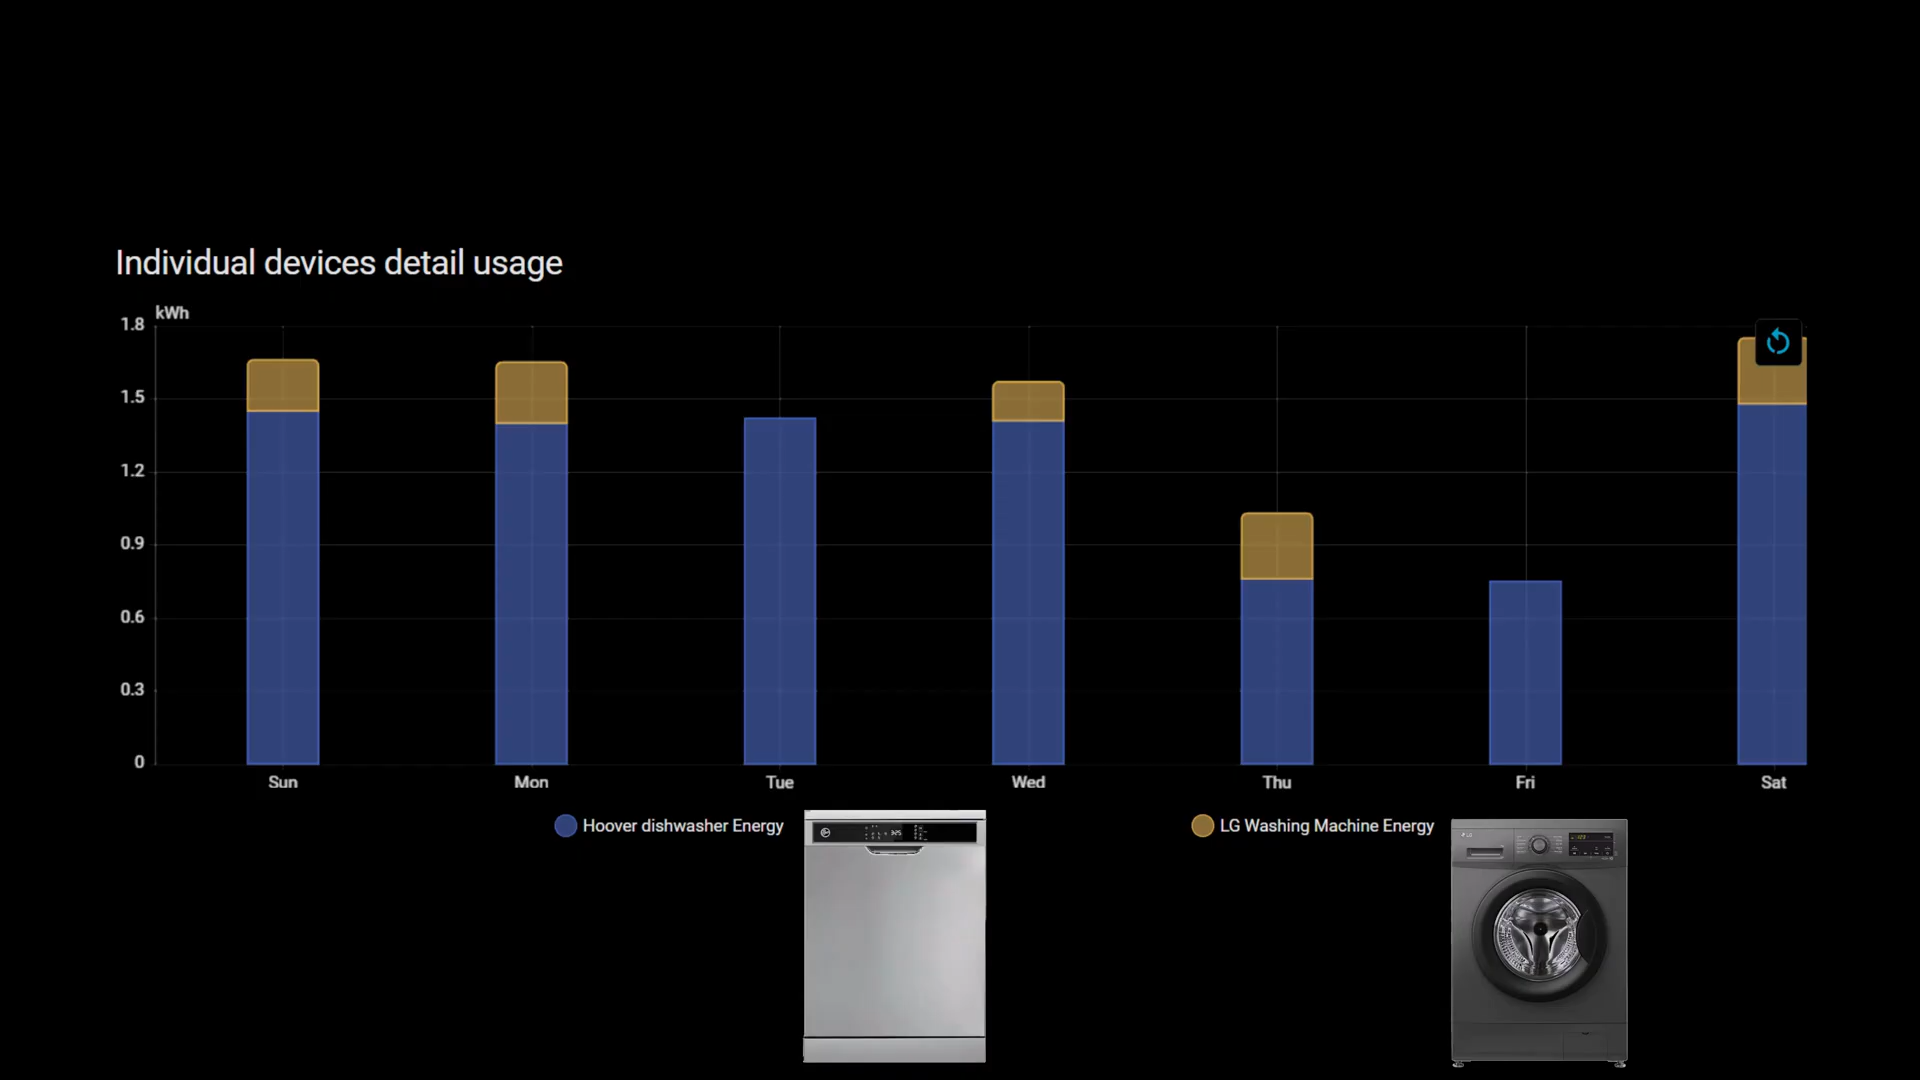 Individual devices detail usage
kWh
1.8
1.5
1.2
0.9
0.6
0.3
0
Sun Mon Tue Wed Thu Fri Sat
Hoover dishwasher Energy
LG Washing Machine Energy
LG